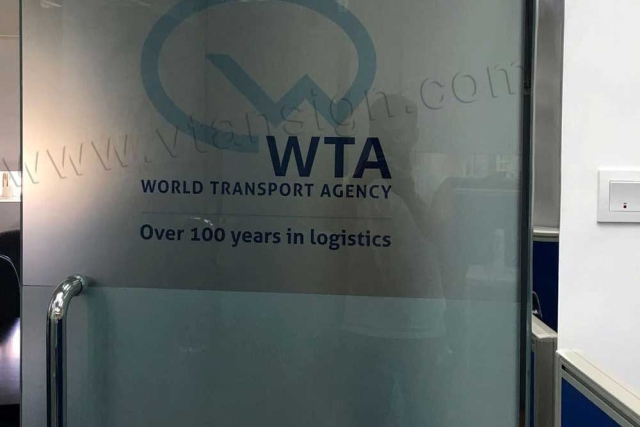 www.vtansign.com
WTA
WORLD TRANSPORT AGENCY
Over 100 years in logistics